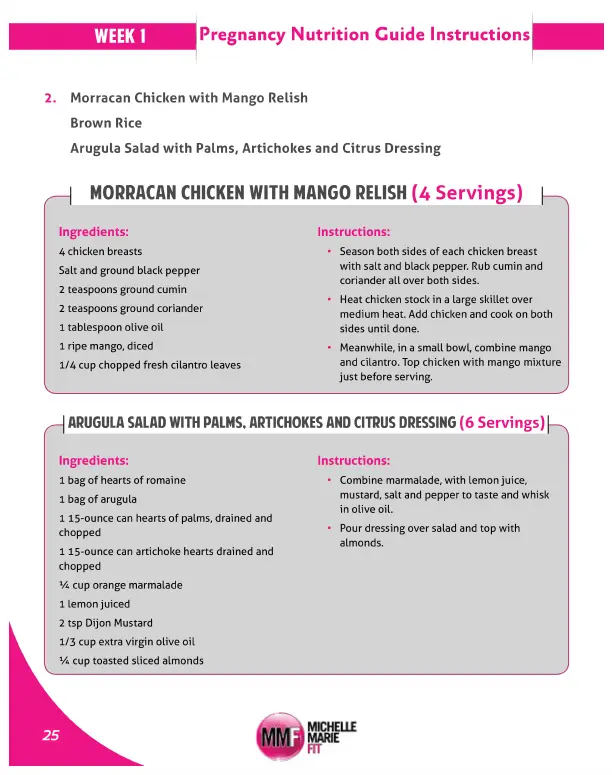 WEEK 1
Pregnancy Nutrition Guide Instructions
2. Morracan Chicken with Mango Relish
Brown Rice
Arugula Salad with Palms, Artichokes and Citrus Dressing
MORRACAN CHICKEN WITH MANGO RELISH (4 Servings)
Ingredients:
4 chicken breasts
Salt and ground black pepper
2 teaspoons ground cumin
2 teaspoons ground coriander
1 tablespoon olive oil
1 ripe mango, diced
1/4 cup chopped fresh cilantro leaves
Instructions:
• Season both sides of each chicken breast
with salt and black pepper. Rub cumin and
coriander all over both sides.
• Heat chicken stock in a large skillet over
medium heat. Add chicken and cook on both
sides until done.
• Meanwhile, in a small bowl, combine mango
and cilantro. Top chicken with mango mixture
just before serving.
ARUGULA SALAD WITH PALMS, ARTICHOKES AND CITRUS DRESSING (6 Servings)
Ingredients:
1 bag of hearts of romaine
1 bag of arugula
1 15-ounce can hearts of palms, drained and
chopped
1 15-ounce can artichoke hearts drained and
chopped
¼ cup orange marmalade
1 lemon juiced
2 tsp Dijon Mustard
1/3 cup extra virgin olive oil
¼ cup toasted sliced almonds
Instructions:
• Combine marmalade, with lemon juice,
mustard, salt and pepper to taste and whisk
in olive oil.
• Pour dressing over salad and top with
almonds.
25
MMF
MICHELLE
MARIE
FIT